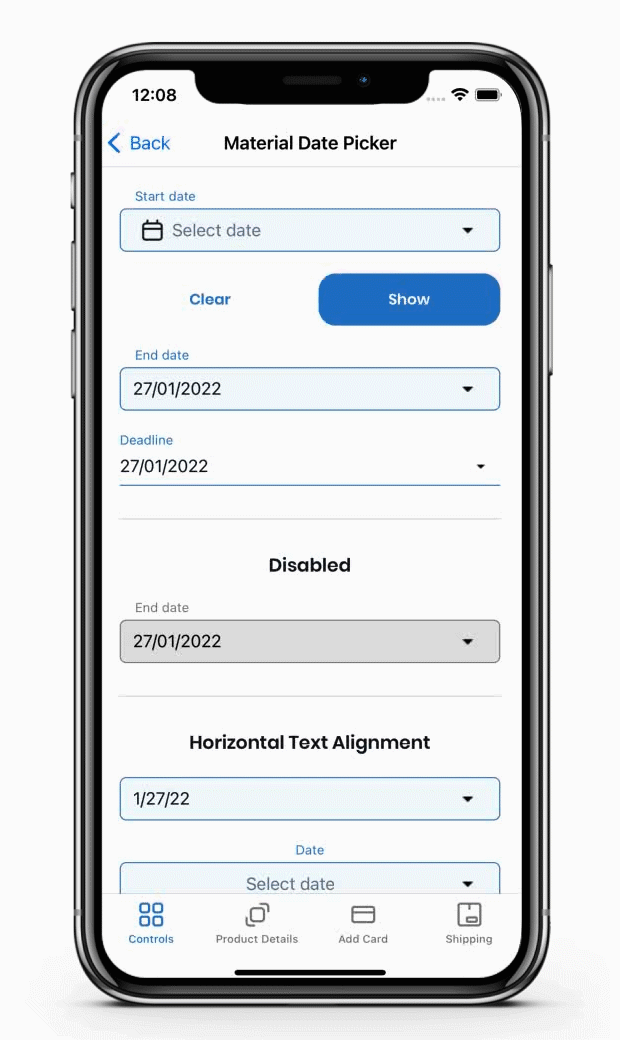 12:08
Back
Material Date Picker
Start date
Select date
Clear
Show
End date
27/01/2022
Deadline
27/01/2022
Disabled
End date
27/01/2022
Horizontal Text Alignment
1/27/22
Date
Select date
Controls
Product Details
Add Card
Shipping